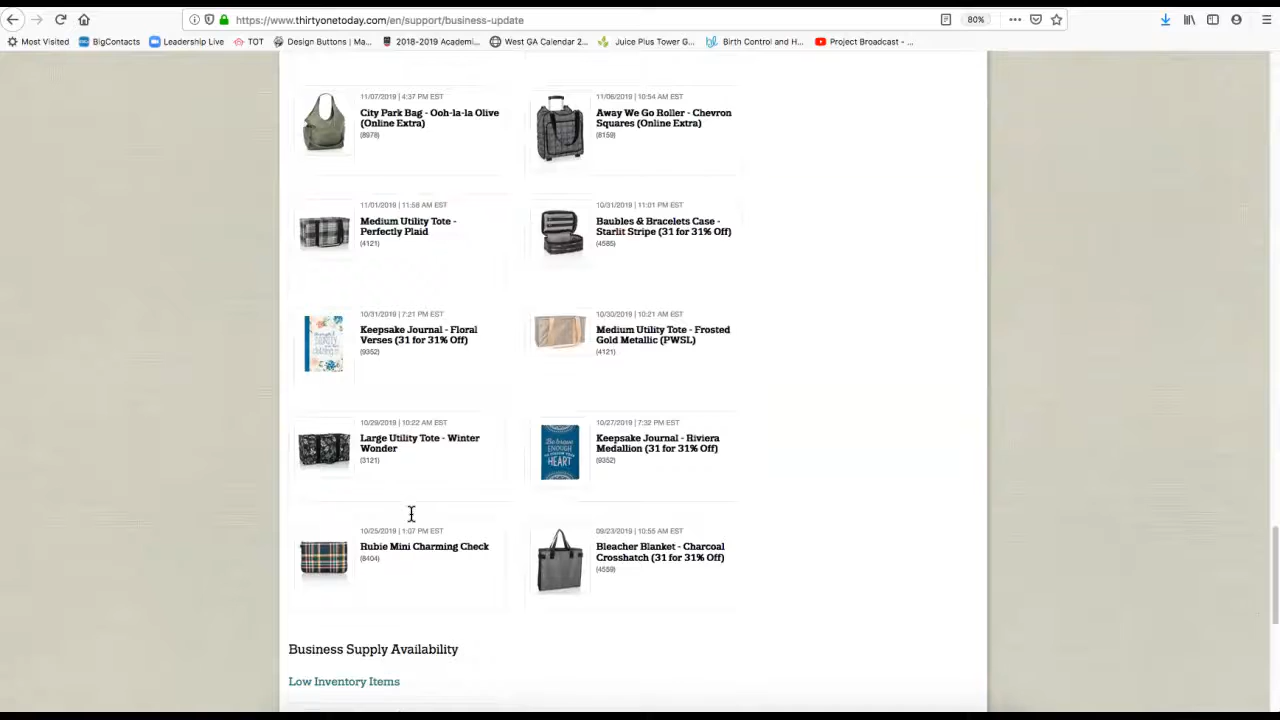 https://www.thirtyonetoday.com/en/support/business-update
80%
Most Visited
BigContacts
Leadership Live
TOT
Design Buttons | Ma...
2018-2019 Academi...
West GA Calendar 2...
Juice Plus Tower G...
Birth Control and H...
Project Broadcast - ...
11/07/2019 | 4:37 PM EST
City Park Bag - Ooh-la-la Olive
(Online Extra)
(8978)
11/06/2019 | 10:54 AM EST
Away We Go Roller - Chevron
Squares (Online Extra)
(8159)
11/01/2019 | 11:58 AM EST
Medium Utility Tote -
Perfectly Plaid
(4121)
10/31/2019 | 11:01 PM EST
Baubles & Bracelets Case -
Starlit Stripe (31 for 31% Off)
(4585)
10/31/2019 | 7:21 PM EST
Keepsake Journal - Floral
Verses (31 for 31% Off)
(9352)
10/30/2019 | 10:21 AM EST
Medium Utility Tote - Frosted
Gold Metallic (PWSL)
(4121)
10/29/2019 | 10:22 AM EST
Large Utility Tote - Winter
Wonder
(3121)
Be brave
ENOUGH
HEART
10/27/2019 | 7:32 PM EST
Keepsake Journal - Riviera
Medallion (31 for 31% Off)
(9352)
10/25/2019 | 1:07 PM EST
Rubie Mini Charming Check
(8404)
09/23/2019 | 10:55 AM EST
Bleacher Blanket - Charcoal
Crosshatch (31 for 31% Off)
(4559)
Business Supply Availability
Low Inventory Items